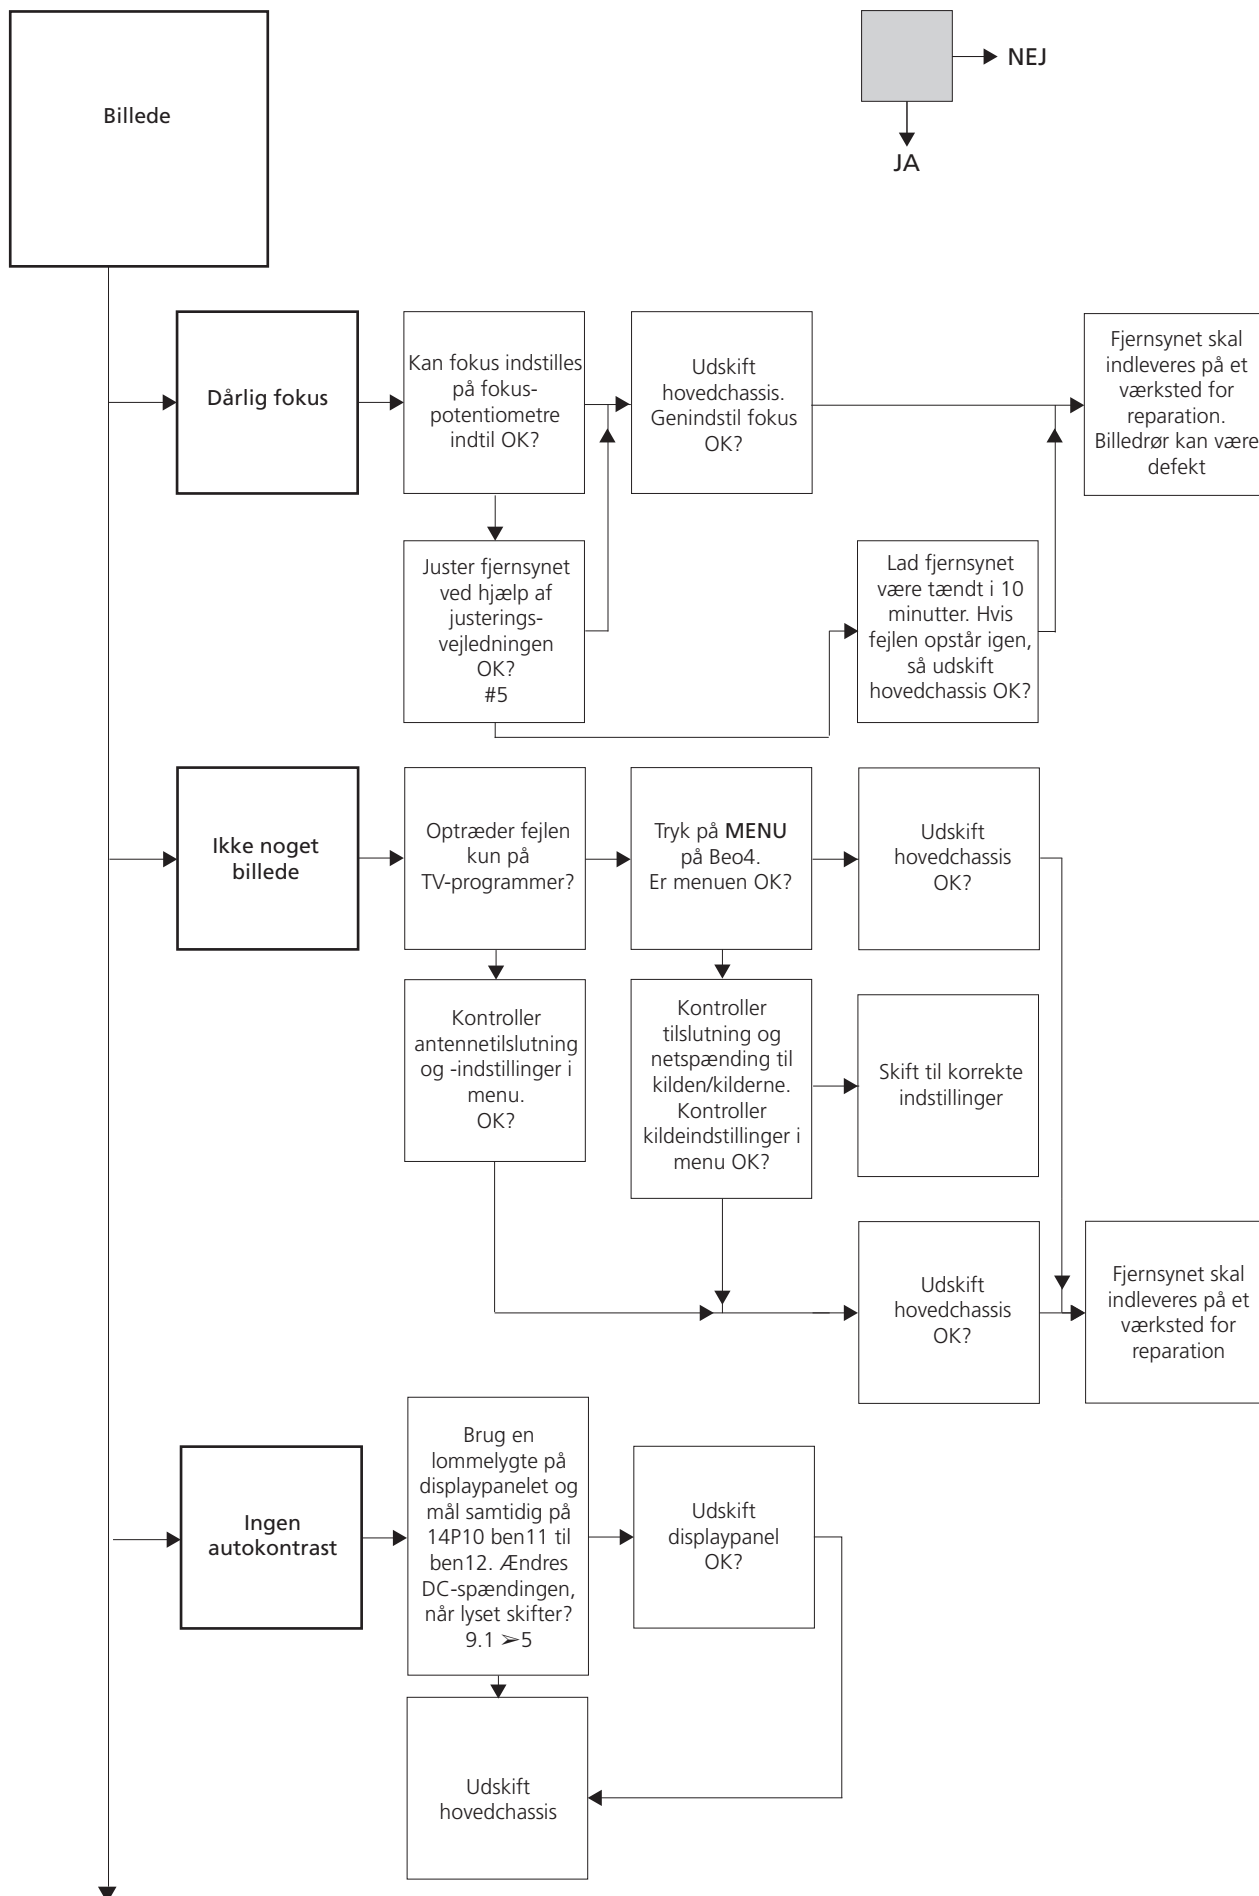 Billede
NEJ
JA
Dårlig fokus
Kan fokus indstilles
på fokus-
potentiometre
indtil OK?
Udskift
hovedchassis.
Genindstil fokus
OK?
Fjernsynet skal
indleveres på et
værksted for
reparation.
Billedrør kan være
defekt
Juster fjernsynet
ved hjælp af
justerings-
vejledningen
OK?
#5
Lad fjernsynet
være tændt i 10
minutter. Hvis
fejlen opstår igen,
så udskift
hovedchassis OK?
Ikke noget
billede
Optræder fejlen
kun på
TV-programmer?
Tryk på MENU
på Beo4.
Er menuen OK?
Udskift
hovedchassis
OK?
Kontroller
antennetilslutning
og -indstillinger i
menu.
OK?
Kontroller
tilslutning og
netspænding til
kilden/kilderne.
Kontroller
kildeindstillinger i
menu OK?
Skift til korrekte
indstillinger
Udskift
hovedchassis
OK?
Fjernsynet skal
indleveres på et
værksted for
reparation
Ingen
autokontrast
Brug en
lommelygte på
displaypanelet og
mål samtidig på
14P10 ben11 til
ben12. Ændres
DC-spændingen,
når lyset skifter?
9.1 ➢5
Udskift
displaypanel
OK?
Udskift
hovedchassis